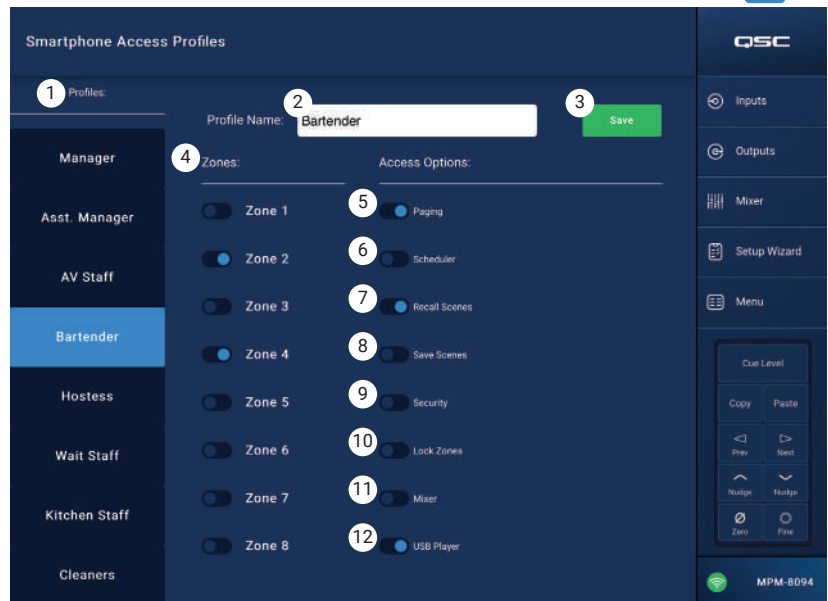 Smartphone Access Profiles
QSC
1 Profiles:
2
3
Profile Name: Bartender
Save
4 Zones:
Access Options:
Manager
Asst. Manager
AV Staff
Bartender
Hostess
Wait Staff
Kitchen Staff
Cleaners
Zone 1
Zone 2
Zone 3
Zone 4
Zone 5
Zone 6
Zone 7
Zone 8
5 Paging
6 Scheduler
7 Recall Scenes
8 Save Scenes
9 Security
10 Lock Zones
11 Mixer
12 USB Player
Inputs
Outputs
Mixer
Setup Wizard
Menu
Cue Level
Copy Paste
Prev Next
Nudge Nudge
Zero Fine
MPM-8094